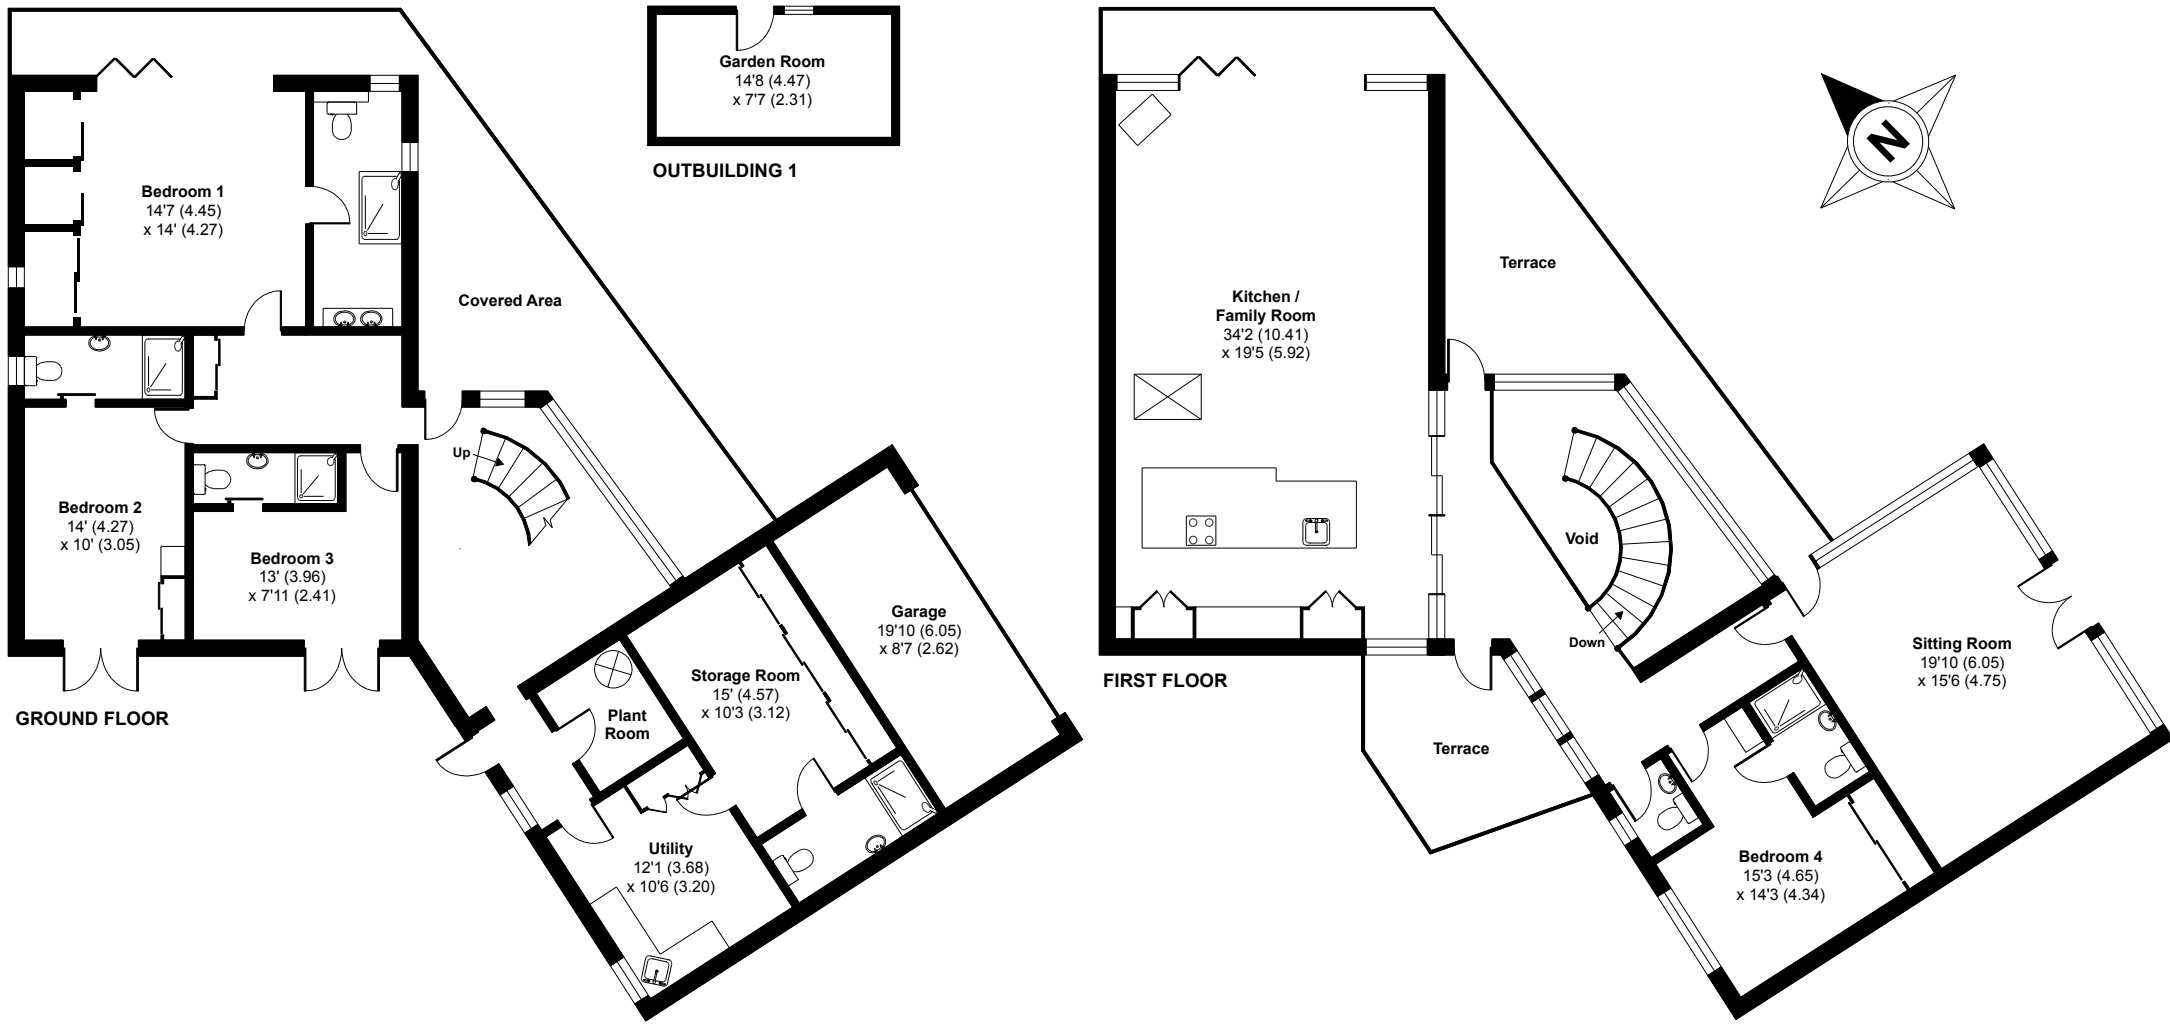 Garden Room
14'8 (4.47)
x 7'7 (2.31)
OUTBUILDING 1
Bedroom 1
14'7 (4.45)
x 14' (4.27)
Covered Area
Up
Bedroom 2
14' (4.27)
x 10' (3.05)
Bedroom 3
13' (3.96)
x 7'11 (2.41)
Garage
19'10 (6.05)
x 8'7 (2.62)
Storage Room
15' (4.57)
x 10'3 (3.12)
Plant
Room
Utility
12'1 (3.68)
x 10'6 (3.20)
GROUND FLOOR
N
Terrace
Kitchen /
Family Room
34'2 (10.41)
x 19'5 (5.92)
Void
Down
Sitting Room
19'10 (6.05)
x 15'6 (4.75)
FIRST FLOOR
Terrace
Bedroom 4
15'3 (4.65)
x 14'3 (4.34)